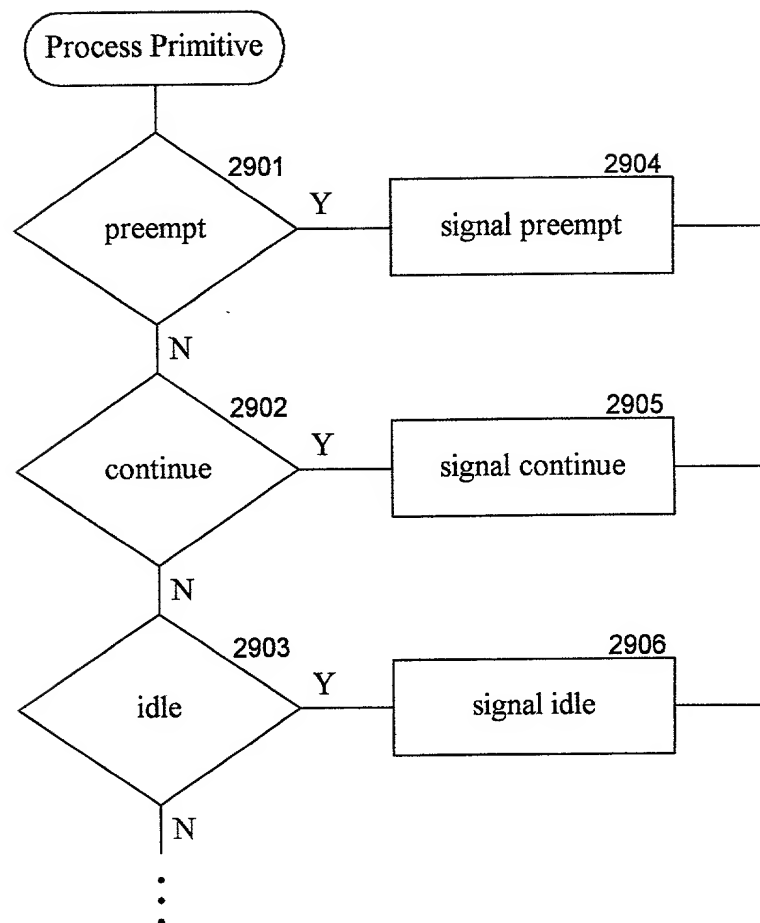 Process Primitive
2901
preempt
Y
2904
signal preempt
N
2902
continue
Y
2905
signal continue
N
2903
idle
Y
2906
signal idle
N